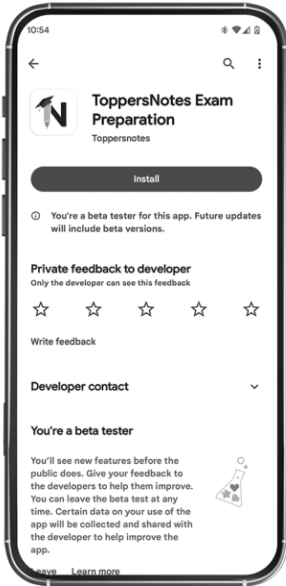 10:54
N
ToppersNotes Exam
Preparation
Toppersnotes
Install
You're a beta tester for this app. Future updates
will include beta versions.
Private feedback to developer
Only the developer can see this feedback
Write feedback
Developer contact
You're a beta tester
You'll see new features before the
public does. Give your feedback to
the developers to help them improve.
You can leave the beta test at any
time. Certain data on your use of the
app will be collected and shared with
the developer to help improve the
app.
Leave Learn more